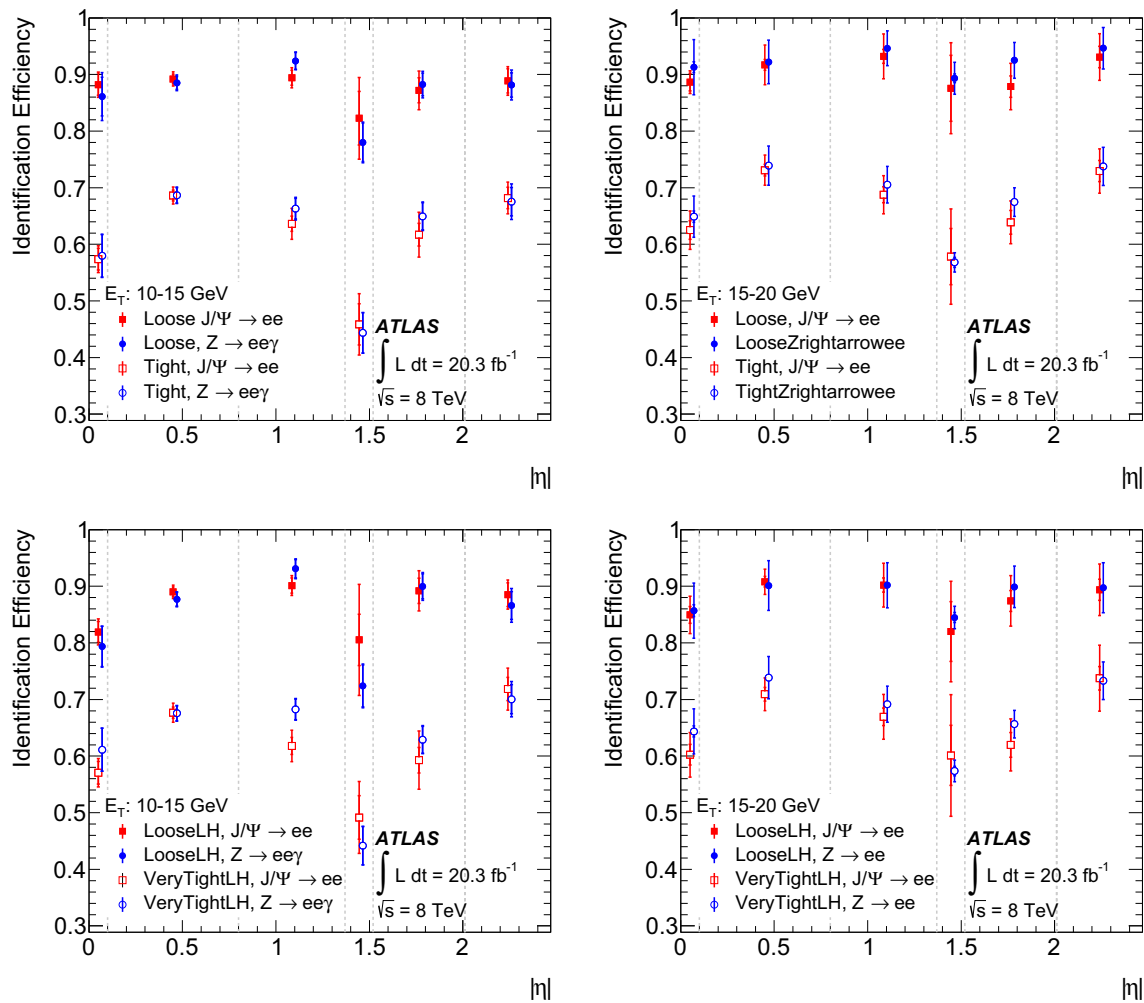 Identification Efficiency
1
0.9
0.8
0.7
0.6
0.5
0.4
0.3
E_T: 10-15 GeV
Loose J/Ψ → ee
Loose, Z → eeγ
Tight, J/Ψ → ee
Tight, Z → eeγ
ATLAS
∫ L dt = 20.3 fb⁻¹
√s = 8 TeV
0 0.5 1 1.5 2
|η|
Identification Efficiency
1
0.9
0.8
0.7
0.6
0.5
0.4
0.3
E_T: 15-20 GeV
Loose, J/Ψ → ee
LooseZrightarrowee
Tight, J/Ψ → ee
TightZrightarrowee
ATLAS
∫ L dt = 20.3 fb⁻¹
√s = 8 TeV
0 0.5 1 1.5 2
|η|
Identification Efficiency
1
0.9
0.8
0.7
0.6
0.5
0.4
0.3
E_T: 10-15 GeV
LooseLH, J/Ψ → ee
LooseLH, Z → eeγ
VeryTightLH, J/Ψ → ee
VeryTightLH, Z → eeγ
ATLAS
∫ L dt = 20.3 fb⁻¹
√s = 8 TeV
0 0.5 1 1.5 2
|η|
Identification Efficiency
1
0.9
0.8
0.7
0.6
0.5
0.4
0.3
E_T: 15-20 GeV
LooseLH, J/Ψ → ee
LooseLH, Z → ee
VeryTightLH, J/Ψ → ee
VeryTightLH, Z → ee
ATLAS
∫ L dt = 20.3 fb⁻¹
√s = 8 TeV
0 0.5 1 1.5 2
|η|